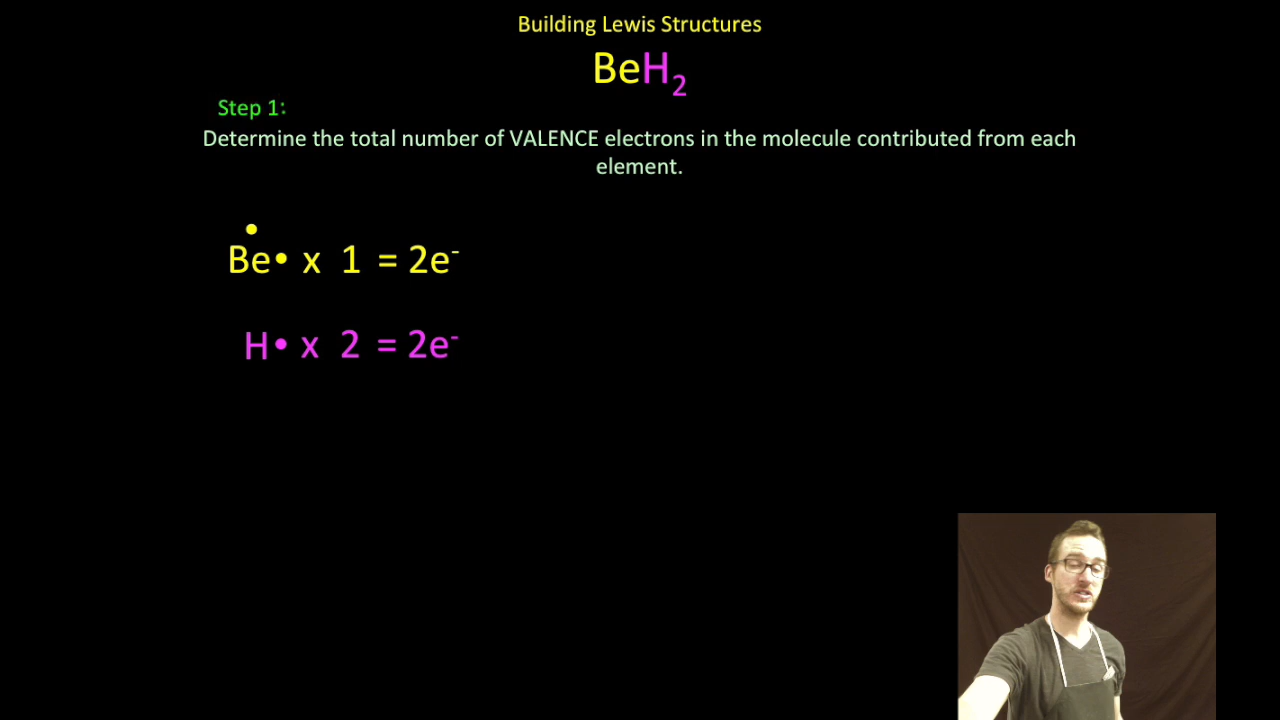 Building Lewis Structures
BeH₂
Step 1:
Determine the total number of VALENCE electrons in the molecule contributed from each
element.
Be• x 1 = 2e⁻
H• x 2 = 2e⁻